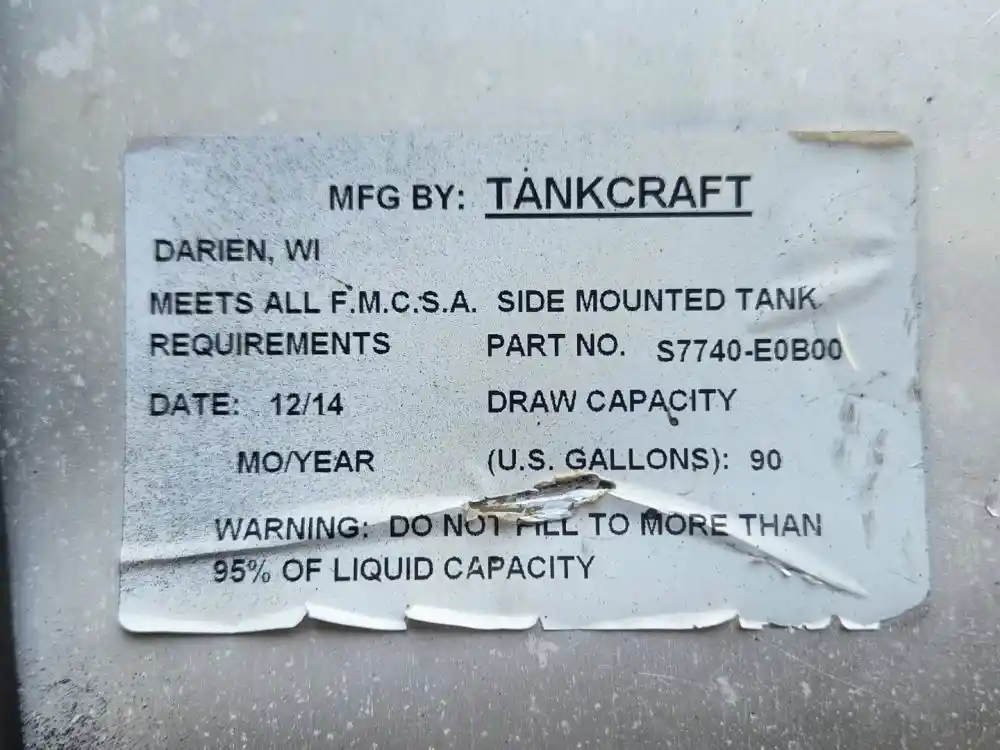 MFG BY: TANKCRAFT
DARIEN, WI
MEETS ALL F.M.C.S.A. SIDE MOUNTED TANK
REQUIREMENTS PART NO. S7740-E0B00
DATE: 12/14 DRAW CAPACITY
MO/YEAR (U.S. GALLONS): 90
WARNING: DO NOT FILL TO MORE THAN
95% OF LIQUID CAPACITY